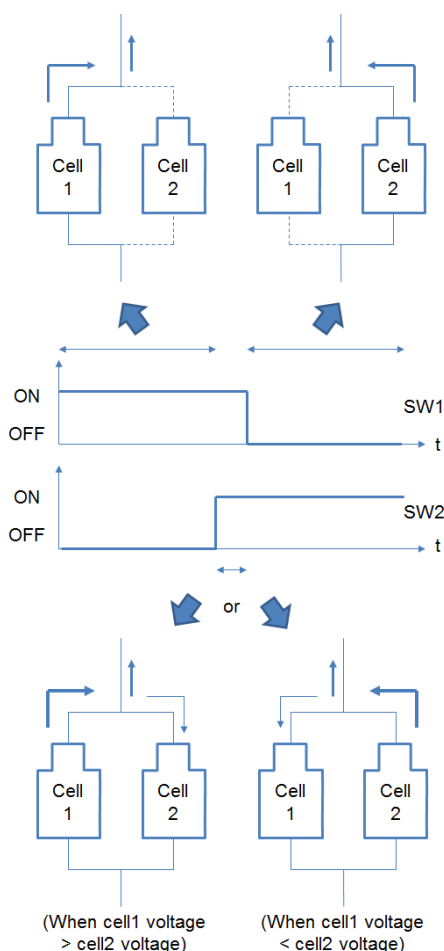 Cell
1
Cell
2
Cell
1
Cell
2
ON
OFF
SW1
t
ON
OFF
SW2
t
or
Cell
1
Cell
2
Cell
1
Cell
2
(When cell1 voltage
> cell2 voltage)
(When cell1 voltage
< cell2 voltage)